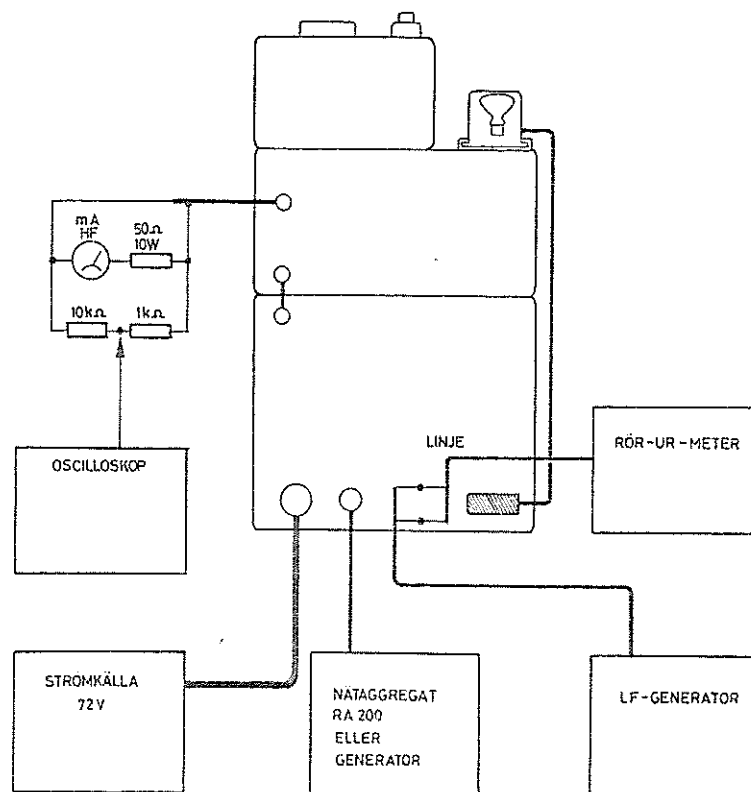 mA
HF
50Ω
10W
10kΩ
1kΩ
OSCILLOSKOP
LINJE
RÖR-UR-METER
STRÖMKÄLLA
72V
NÄTAGGREGAT
RA 200
ELLER
GENERATOR
LF-GENERATOR